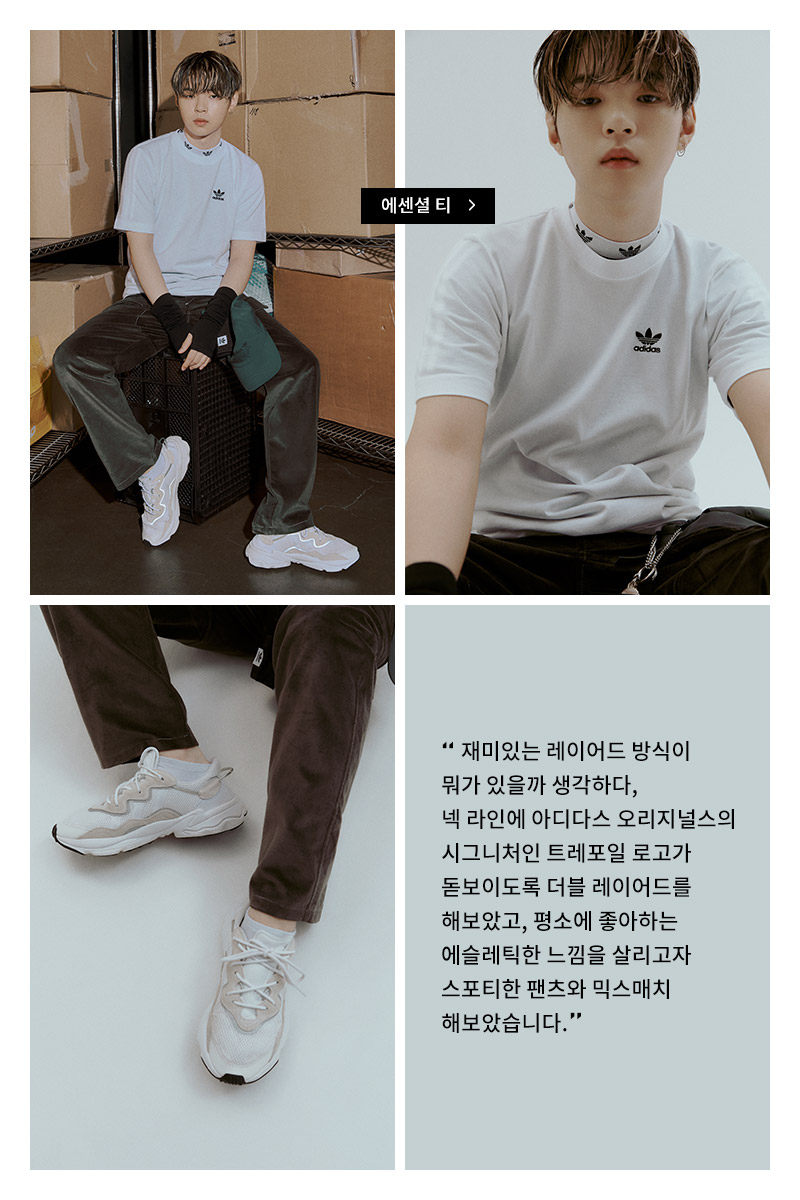 adidas
에센셜 티 >
adidas
“ 재미있는 레이어드 방식이
뭐가 있을까 생각하다,
넥 라인에 아디다스 오리지널스의
시그니처인 트레포일 로고가
돋보이도록 더블 레이어드를
해보았고, 평소에 좋아하는
에슬레틱한 느낌을 살리고자
스포티한 팬츠와 믹스매치
해보았습니다.”